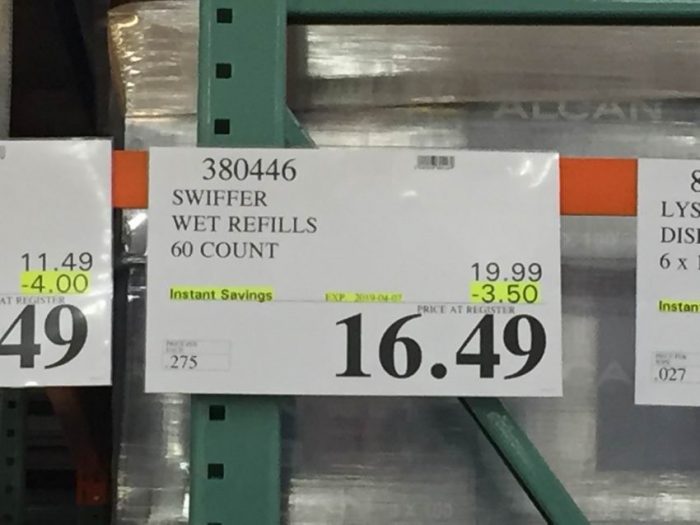 ALCAN
11.49
-4.00
AT REGISTER
49
380446
SWIFFER
WET REFILLS
60 COUNT
19.99
Instant Savings EXP. 2019-04-07 -3.50
PRICE AT REGISTER
16.49
.275
LYS
DIS
6 x
Instan
.027